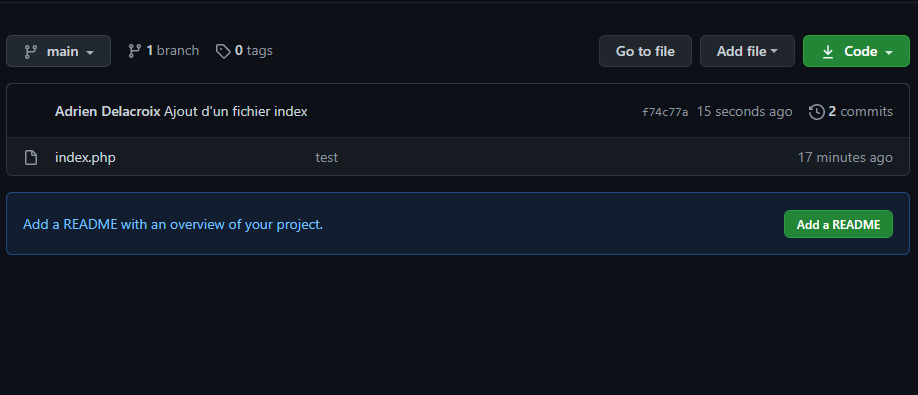 main 1 branch 0 tags Go to file Add file Code
Adrien Delacroix Ajout d'un fichier index f74c77a 15 seconds ago 2 commits
index.php test 17 minutes ago
Add a README with an overview of your project. Add a README